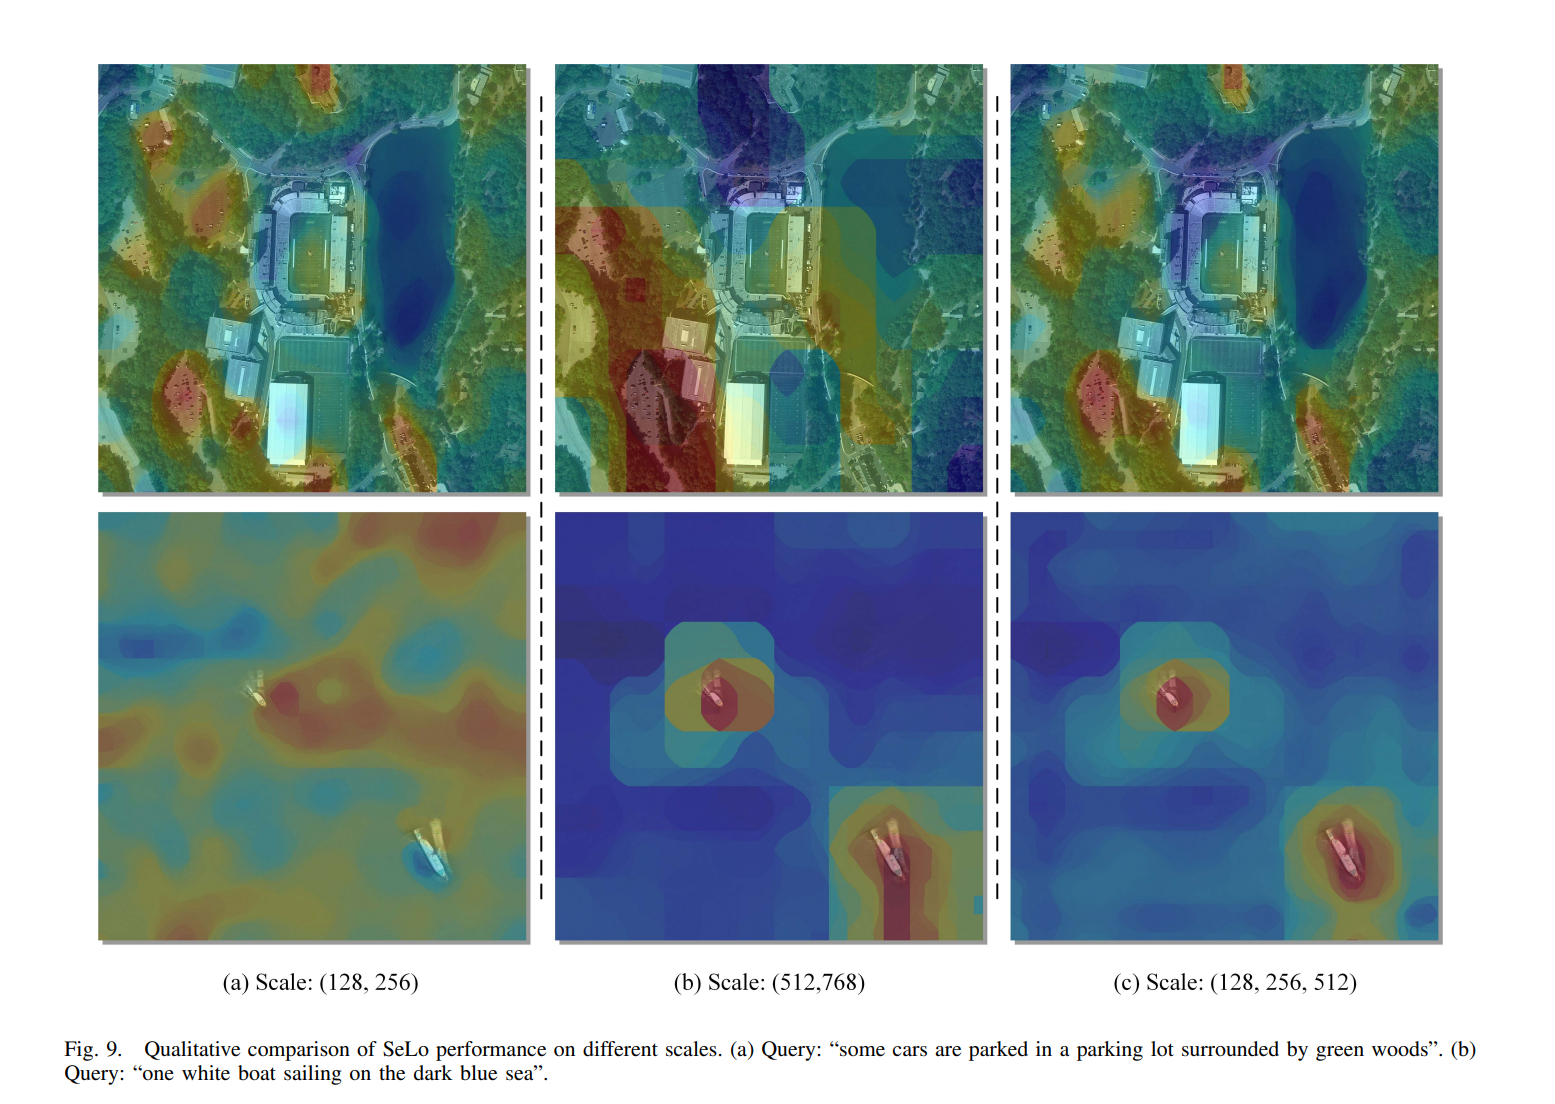 (a) Scale: (128, 256)
(b) Scale: (512,768)
(c) Scale: (128, 256, 512)
Fig. 9. Qualitative comparison of SeLo performance on different scales. (a) Query: “some cars are parked in a parking lot surrounded by green woods”. (b)
Query: “one white boat sailing on the dark blue sea”.